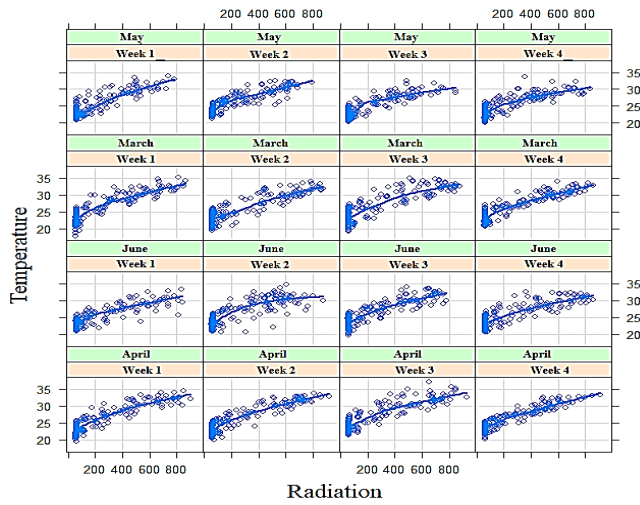 200 400 600 800 200 400 600 800
May May May May
Week 1_ Week 2 Week 3 Week 4_
35
30
25
20
March March March March
Week 1 Week 2 Week 3 Week 4
35
30
25
20
June June June June
Week 1 Week 2 Week 3 Week 4
35
30
25
20
April April April April
Week 1 Week 2 Week 3 Week 4
35
30
25
20
200 400 600 800 200 400 600 800
Temperature
Radiation